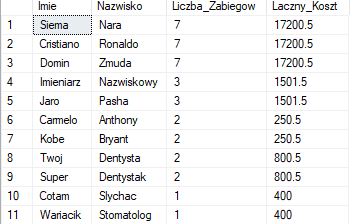 Imie Nazwisko Liczba_Zabiegow Laczny_Koszt
1 Siema Nara 7 17200.5
2 Cristiano Ronaldo 7 17200.5
3 Domin Zmuda 7 17200.5
4 Imieniarz Nazwiskowy 3 1501.5
5 Jaro Pasha 3 1501.5
6 Carmelo Anthony 2 250.5
7 Kobe Bryant 2 250.5
8 Twoj Dentysta 2 800.5
9 Super Dentystak 2 800.5
10 Cotam Slychac 1 400
11 Wariacik Stomatolog 1 400